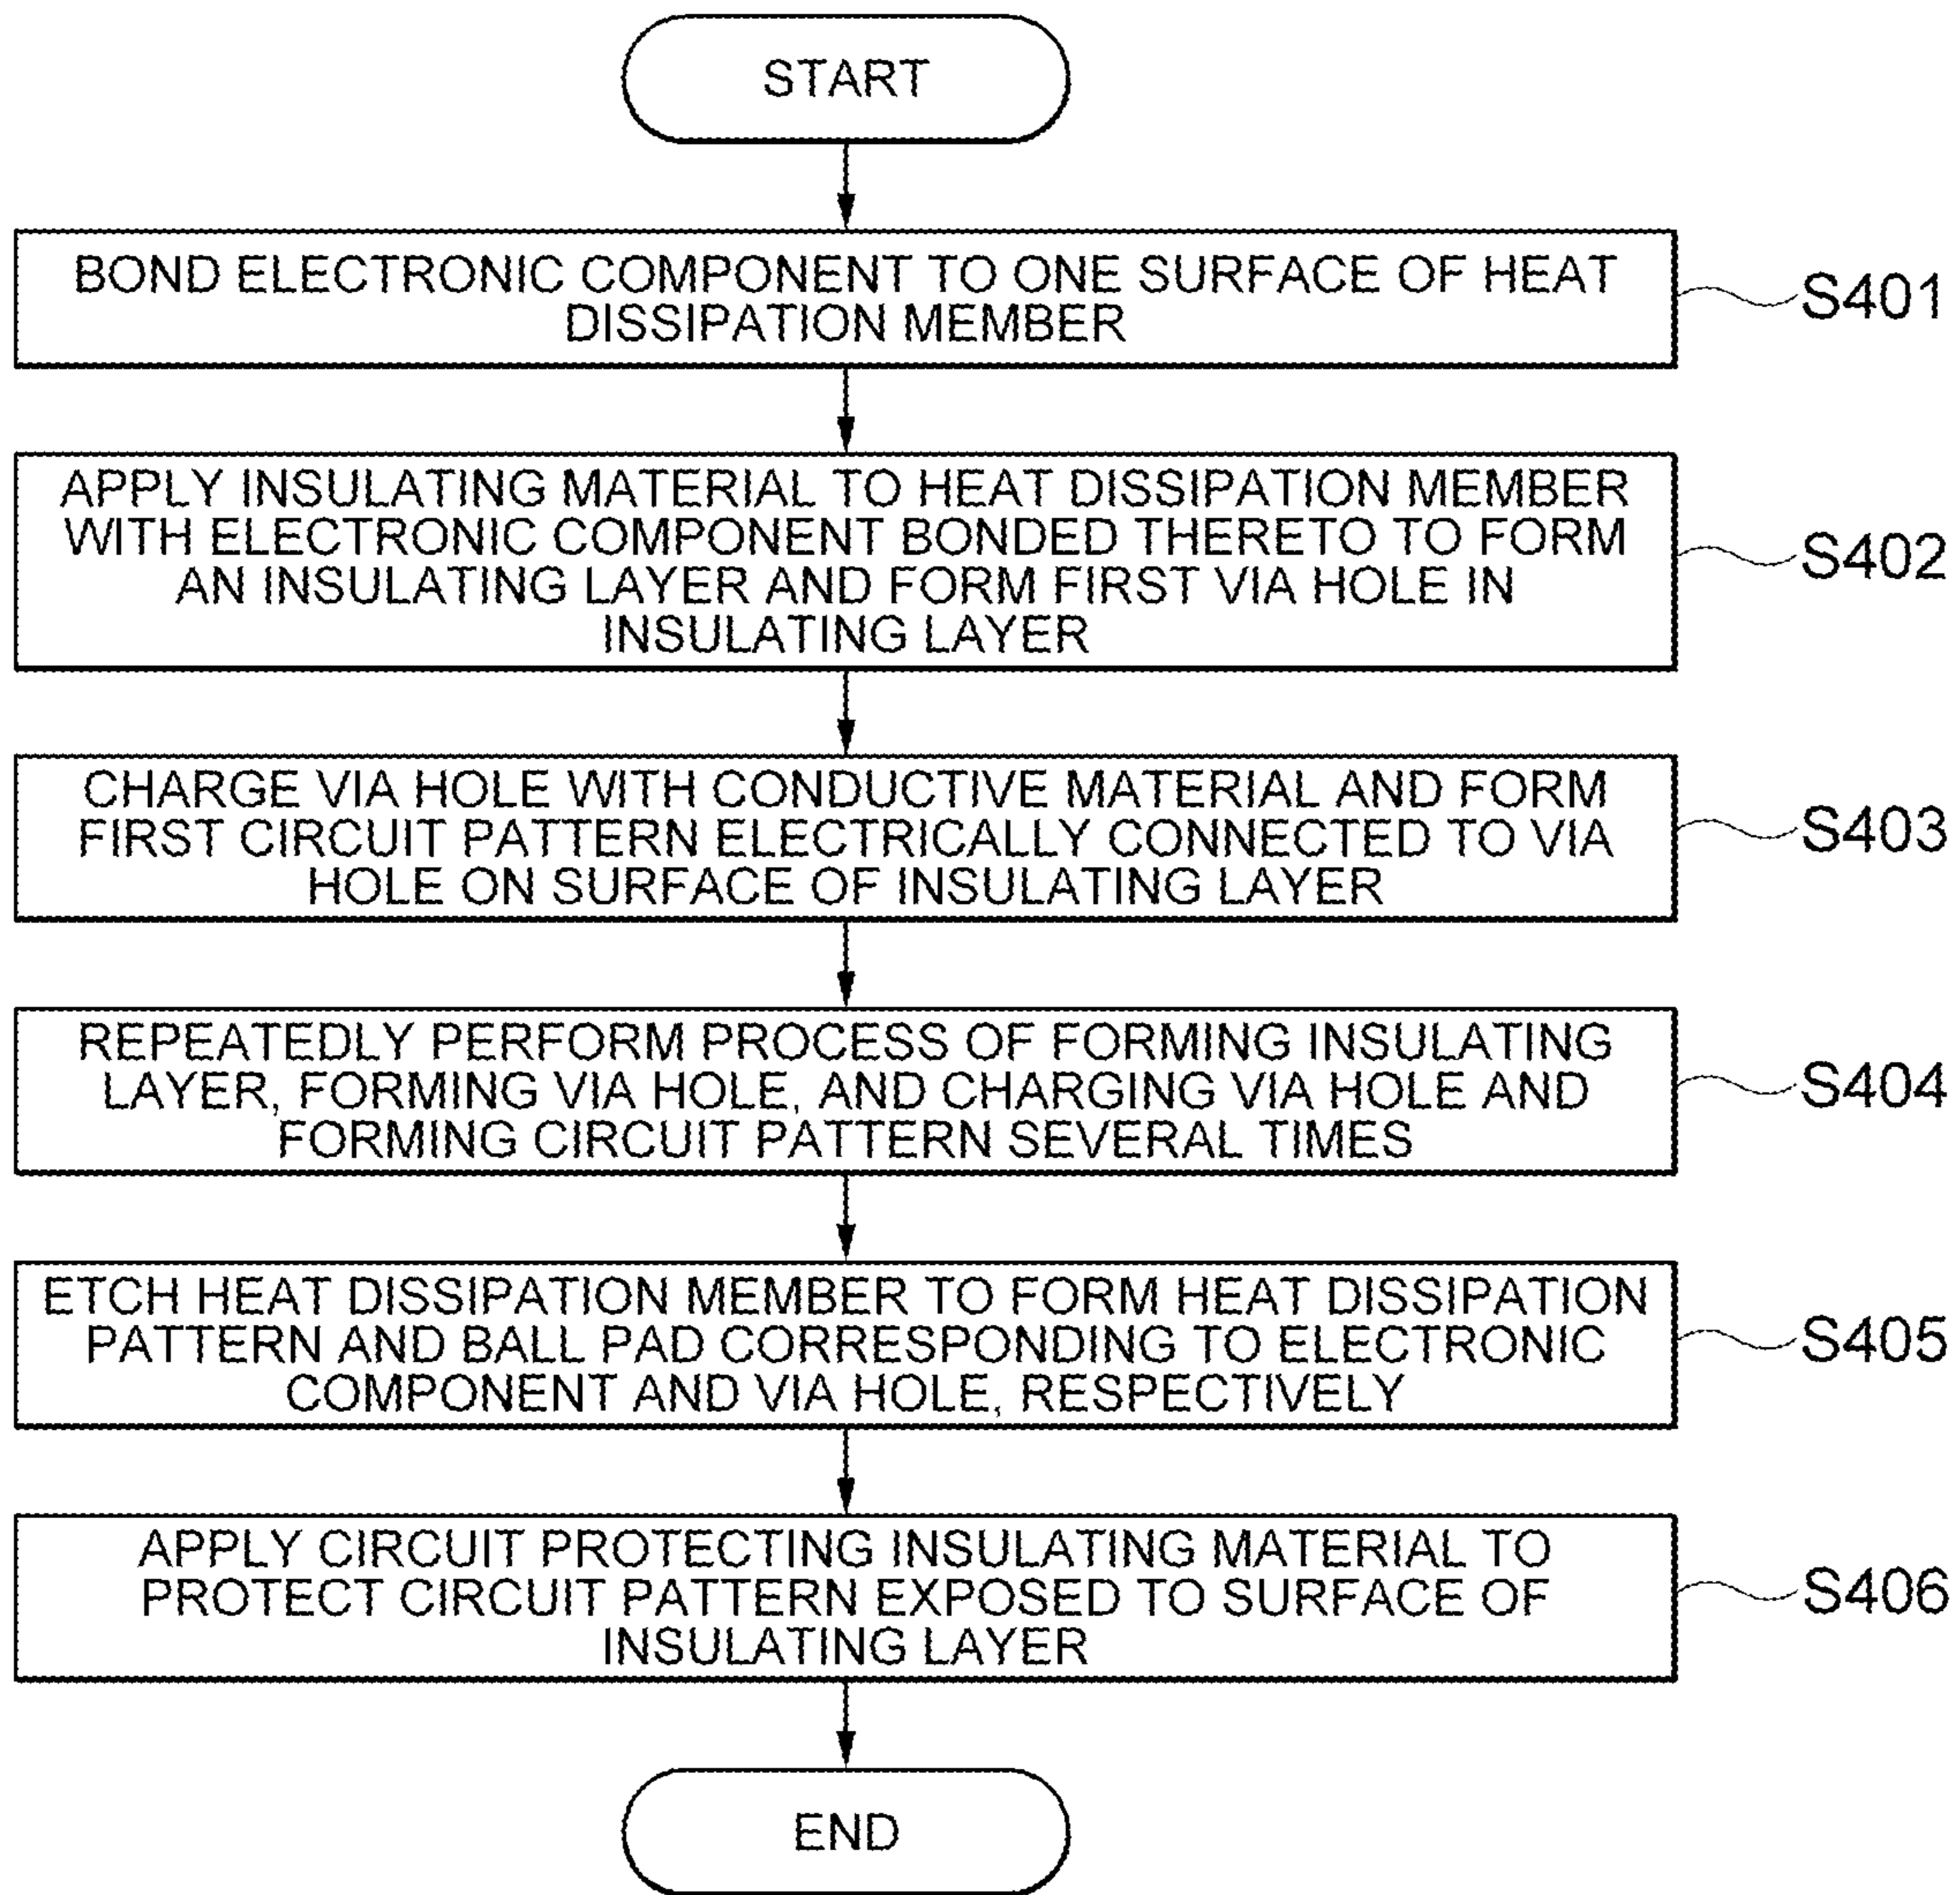 START
BOND ELECTRONIC COMPONENT TO ONE SURFACE OF HEAT
DISSIPATION MEMBER
S401
APPLY INSULATING MATERIAL TO HEAT DISSIPATION MEMBER
WITH ELECTRONIC COMPONENT BONDED THERETO TO FORM
AN INSULATING LAYER AND FORM FIRST VIA HOLE IN
INSULATING LAYER
S402
CHARGE VIA HOLE WITH CONDUCTIVE MATERIAL AND FORM
FIRST CIRCUIT PATTERN ELECTRICALLY CONNECTED TO VIA
HOLE ON SURFACE OF INSULATING LAYER
S403
REPEATEDLY PERFORM PROCESS OF FORMING INSULATING
LAYER, FORMING VIA HOLE, AND CHARGING VIA HOLE AND
FORMING CIRCUIT PATTERN SEVERAL TIMES
S404
ETCH HEAT DISSIPATION MEMBER TO FORM HEAT DISSIPATION
PATTERN AND BALL PAD CORRESPONDING TO ELECTRONIC
COMPONENT AND VIA HOLE, RESPECTIVELY
S405
APPLY CIRCUIT PROTECTING INSULATING MATERIAL TO
PROTECT CIRCUIT PATTERN EXPOSED TO SURFACE OF
INSULATING LAYER
S406
END